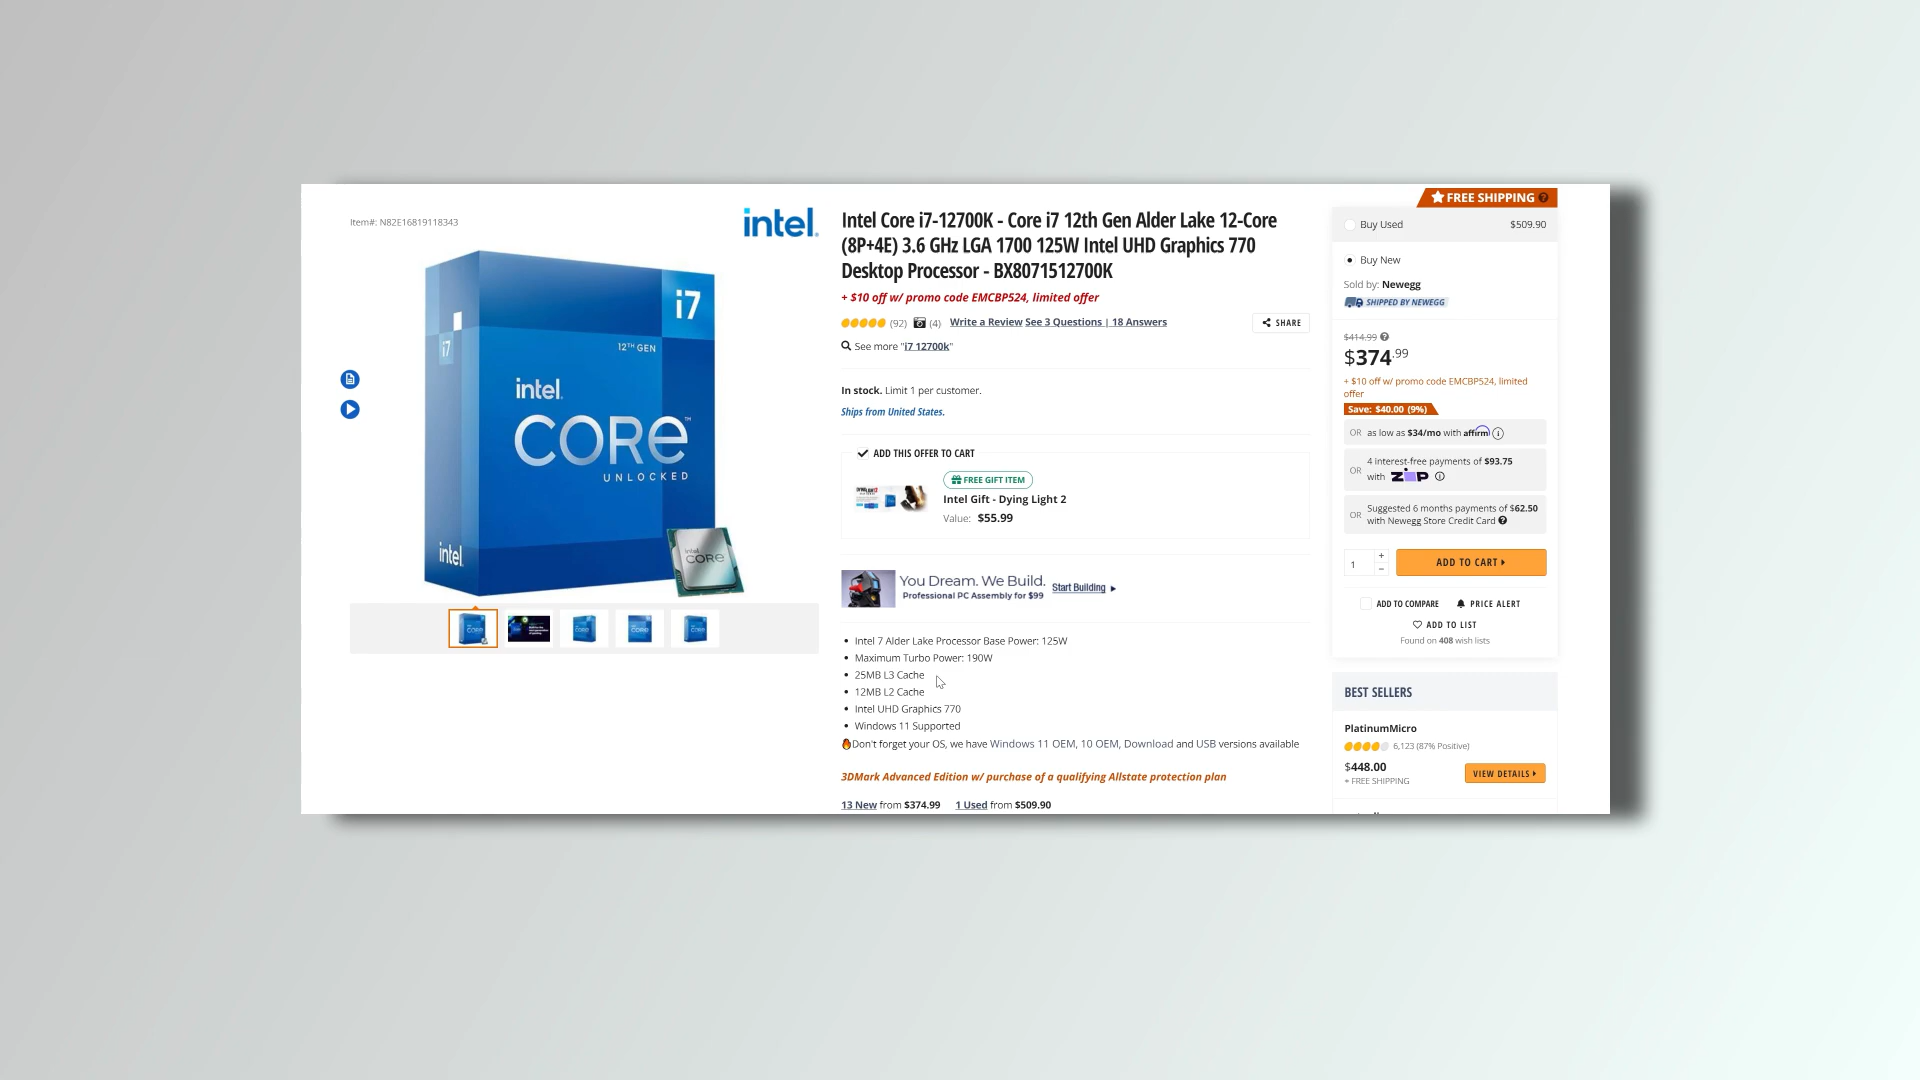 Item#: N82E16819118343
intel.
i7
i7
12TH GEN
intel.
CORe
UNLOCKED
intel.
intel
CORe
Intel Core i7-12700K - Core i7 12th Gen Alder Lake 12-Core
(8P+4E) 3.6 GHz LGA 1700 125W Intel UHD Graphics 770
Desktop Processor - BX8071512700K
+ $10 off w/ promo code EMCBP524, limited offer
(92) (4) Write a Review See 3 Questions | 18 Answers
SHARE
See more "i7 12700k"
In stock. Limit 1 per customer.
Ships from United States.
ADD THIS OFFER TO CART
FREE GIFT ITEM
Intel Gift - Dying Light 2
Value: $55.99
You Dream. We Build.
Professional PC Assembly for $99
Start Building
• Intel 7 Alder Lake Processor Base Power: 125W
• Maximum Turbo Power: 190W
• 25MB L3 Cache
• 12MB L2 Cache
• Intel UHD Graphics 770
• Windows 11 Supported
Don't forget your OS, we have Windows 11 OEM, 10 OEM, Download and USB versions available
3DMark Advanced Edition w/ purchase of a qualifying Allstate protection plan
13 New from $374.99 1 Used from $509.90
FREE SHIPPING
Buy Used $509.90
Buy New
Sold by: Newegg
SHIPPED BY NEWEGG
$414.99
$374.99
+ $10 off w/ promo code EMCBP524, limited
offer
Save: $40.00 (9%)
OR as low as $34/mo with affirm
OR 4 interest-free payments of $93.75
with ZIP
OR Suggested 6 months payments of $62.50
with Newegg Store Credit Card
1 + −
ADD TO CART
ADD TO COMPARE PRICE ALERT
ADD TO LIST
Found on 408 wish lists
BEST SELLERS
PlatinumMicro
6,123 (87% Positive)
$448.00
+ FREE SHIPPING
VIEW DETAILS